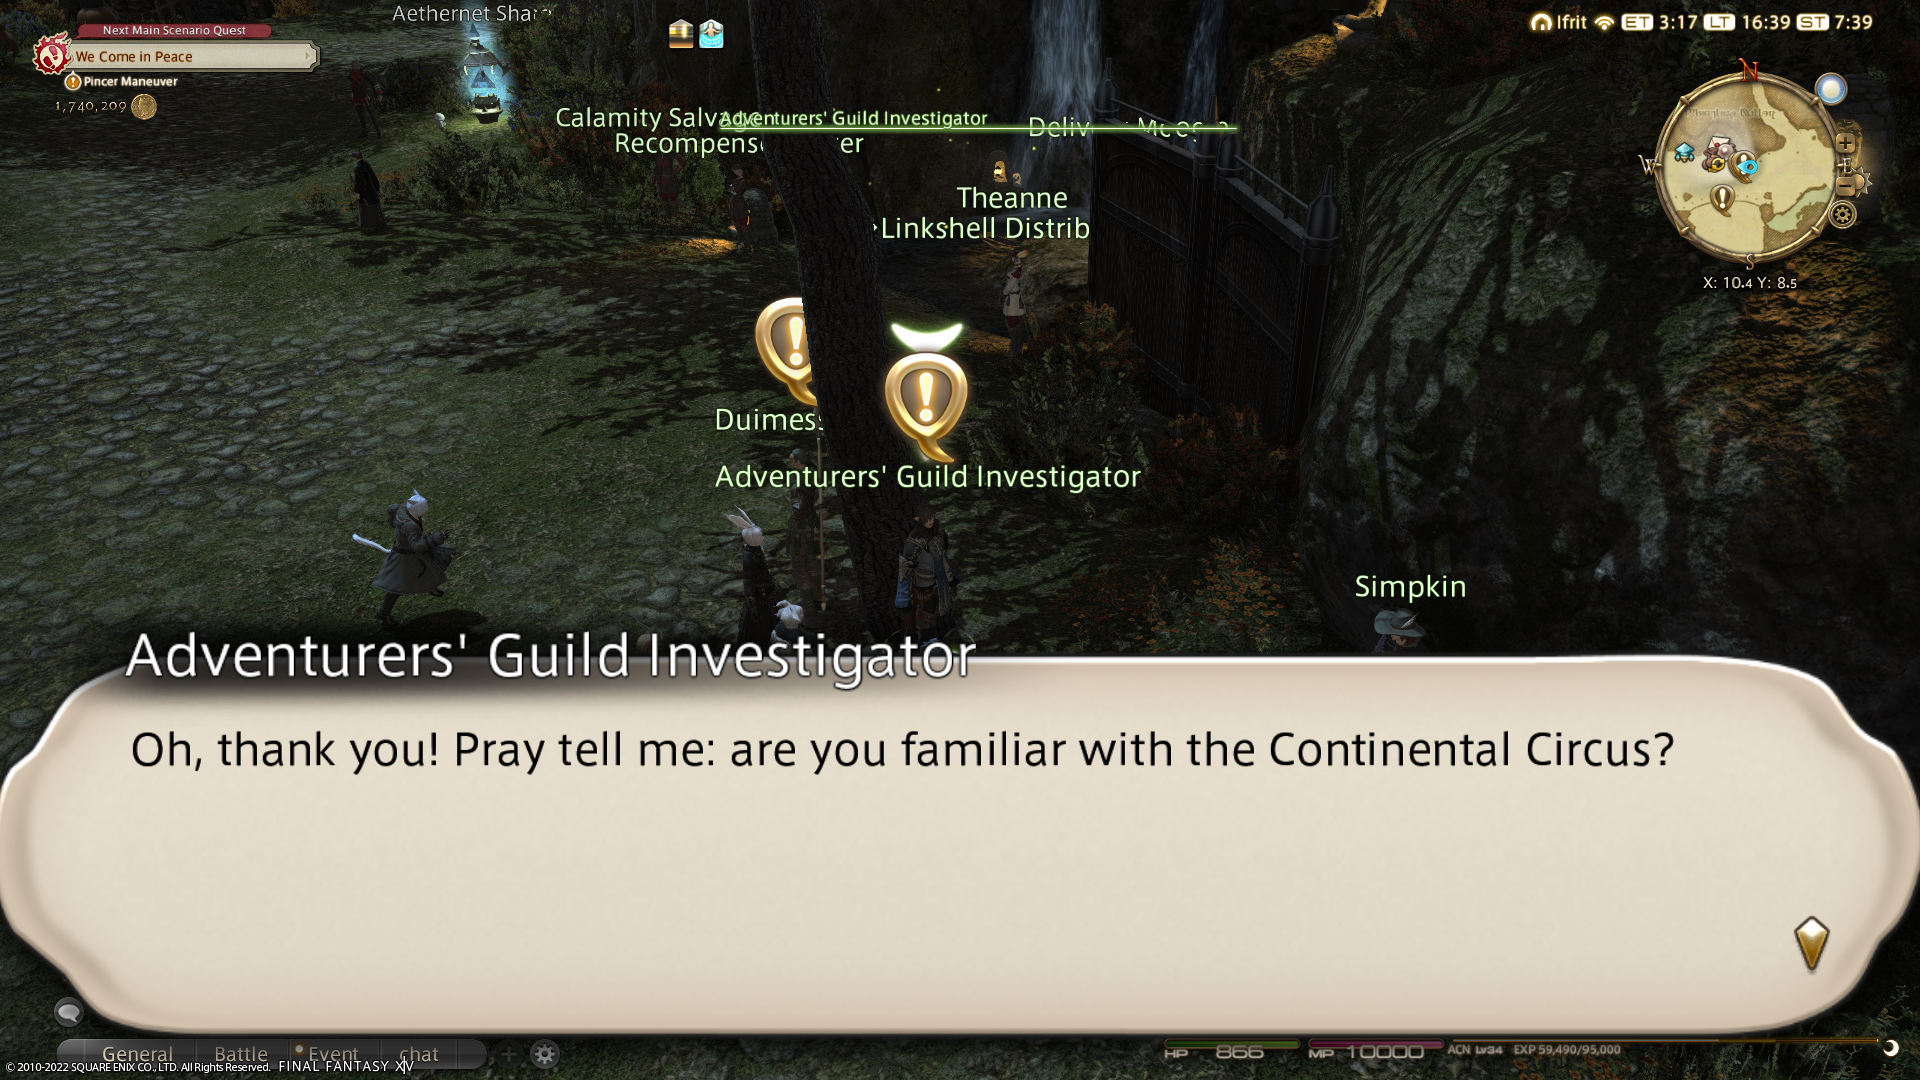 Aethernet Shar
Next Main Scenario Quest
We Come in Peace
Pincer Maneuver
1,740,209
Ifrit ET 3:17 LT 16:39 ST 7:39
N
W
E
S
X: 10.4 Y: 8.5
Calamity Salvage
Adventurers' Guild Investigator
Recompense
er
Theanne
Linkshell Distrib
Duimess
Adventurers' Guild Investigator
Simpkin
Adventurers' Guild Investigator
Oh, thank you! Pray tell me: are you familiar with the Continental Circus?
General Battle Event chat
HP 866 MP 10000 ACN Lv34 EXP 59,490/95,000
© 2010-2022 SQUARE ENIX CO., LTD. All Rights Reserved. FINAL FANTASY XIV